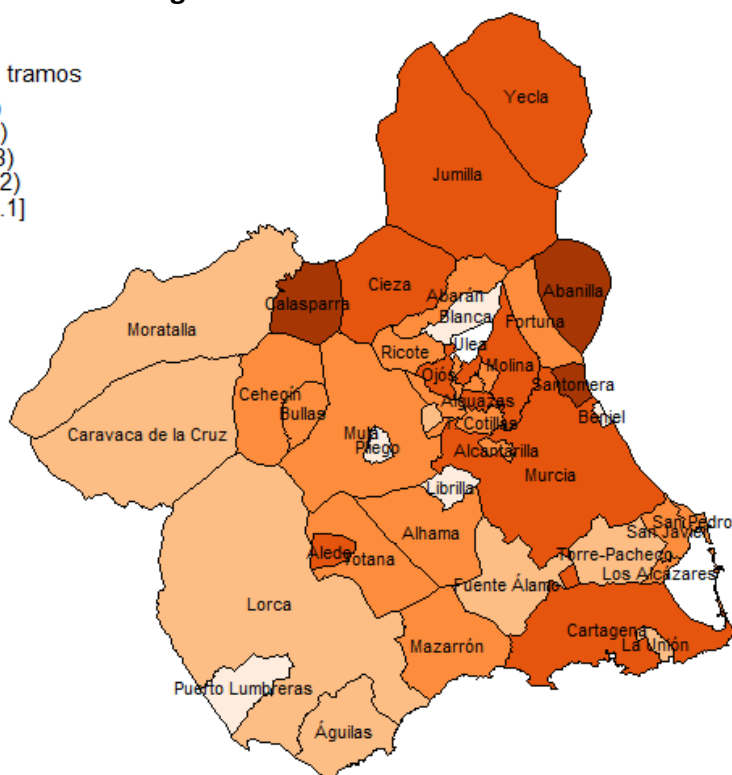 tramos
)
)
3)
2)
.1]
Yecla
Jumilla
Cieza
Abarán
Abanilla
Calasparra
Blanca
Fortuna
Moratalla
Ulea
Ricote
Molina
Ojós
Santomera
Cehegín
Alguazas
Bullas
Beniel
T. Cotillas
Caravaca de la Cruz
Mula
Pliego
Alcantarilla
Murcia
Librilla
San Pedro
Alhama
San Javier
Aledo
Totana
Torre-Pacheco
Los Alcázares
Fuente Álamo
Lorca
Cartagena
Mazarrón
La Unión
Puerto Lumbreras
Águilas